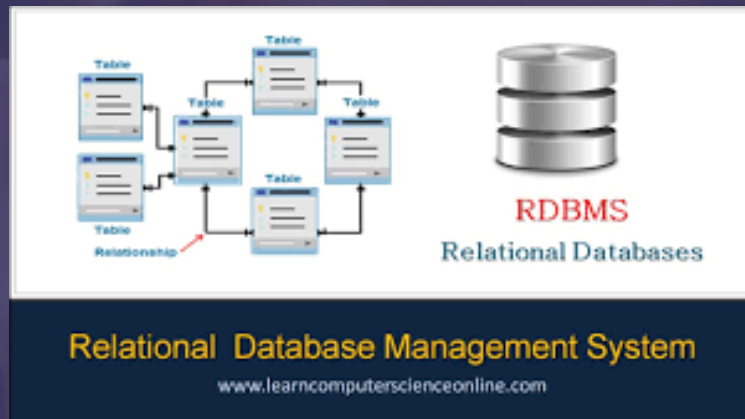 Table
Table
Table
Table
Table
Table
Relationship
RDBMS
Relational Databases
Relational Database Management System
www.learncomputerscienceonline.com